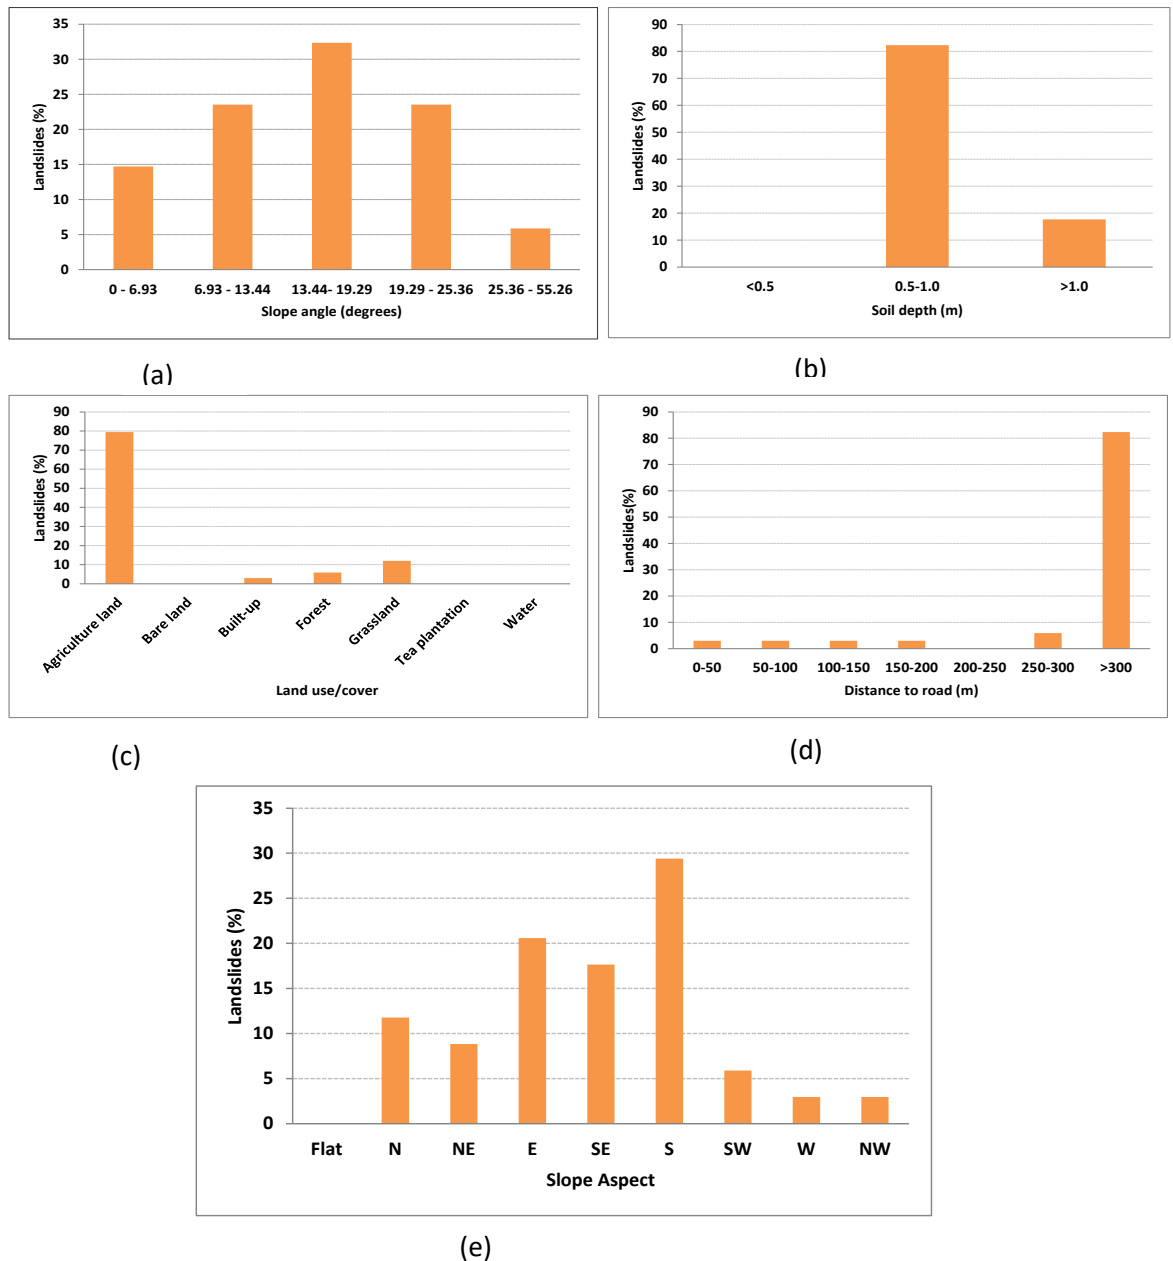 35
30
25
20
15
10
5
0
Landslides (%)
0 - 6.93 6.93 - 13.44 13.44- 19.29 19.29 - 25.36 25.36 - 55.26
Slope angle (degrees)
(a)
90
80
70
60
50
40
30
20
10
0
Landslides (%)
<0.5 0.5-1.0 >1.0
Soil depth (m)
(b)
90
80
70
60
50
40
30
20
10
0
Landslides (%)
Agriculture land Bare land Built-up Forest Grassland Tea plantation Water
Land use/cover
(c)
90
80
70
60
50
40
30
20
10
0
Landslides(%)
0-50 50-100 100-150 150-200 200-250 250-300 >300
Distance to road (m)
(d)
35
30
25
20
15
10
5
0
Landslides (%)
Flat N NE E SE S SW W NW
Slope Aspect
(e)